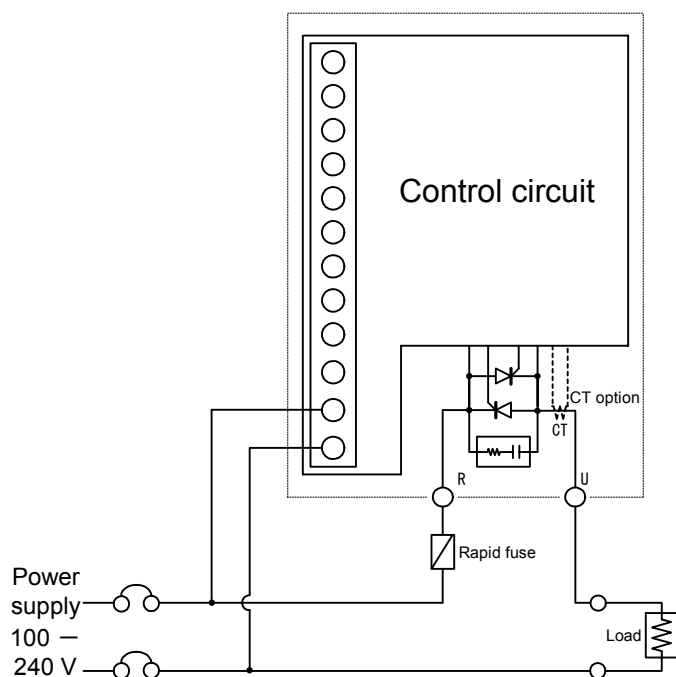 Control circuit
CT option
CT
R
U
Rapid fuse
Power
supply
100 —
240 V
Load